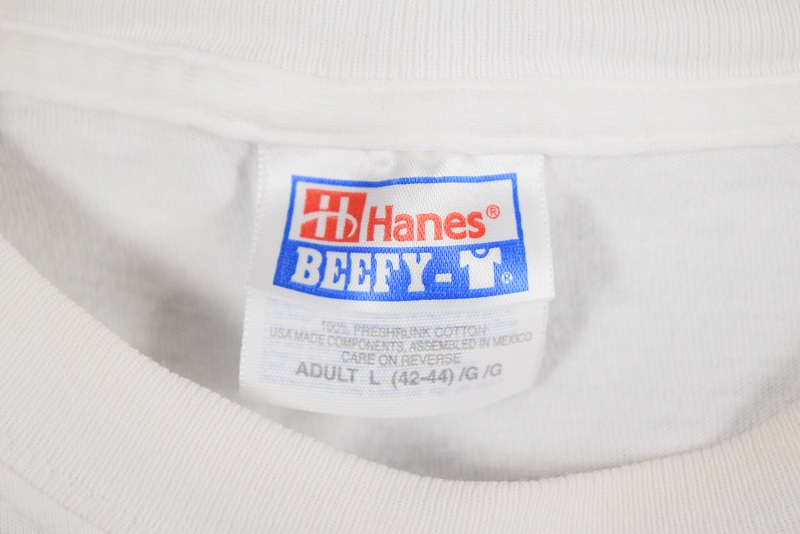 Hanes®
BEEFY-T®
100% PRESHRUNK COTTON
USA MADE COMPONENTS, ASSEMBLED IN MEXICO
CARE ON REVERSE
ADULT L (42-44) /G /G